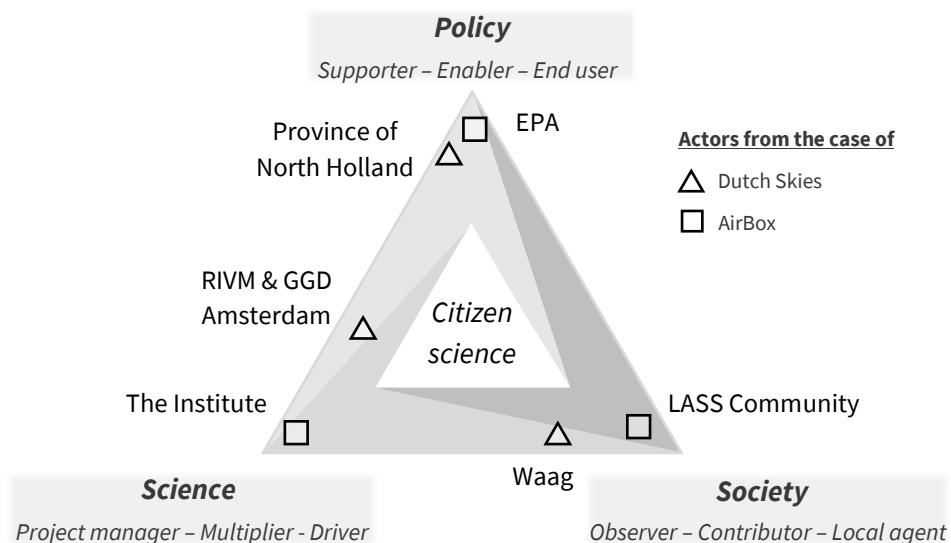 Policy
Supporter – Enabler – End user
EPA
Province of
North Holland
Actors from the case of
Dutch Skies
AirBox
RIVM & GGD
Amsterdam
Citizen
science
The Institute
LASS Community
Waag
Science
Project manager – Multiplier - Driver
Society
Observer – Contributor – Local agent